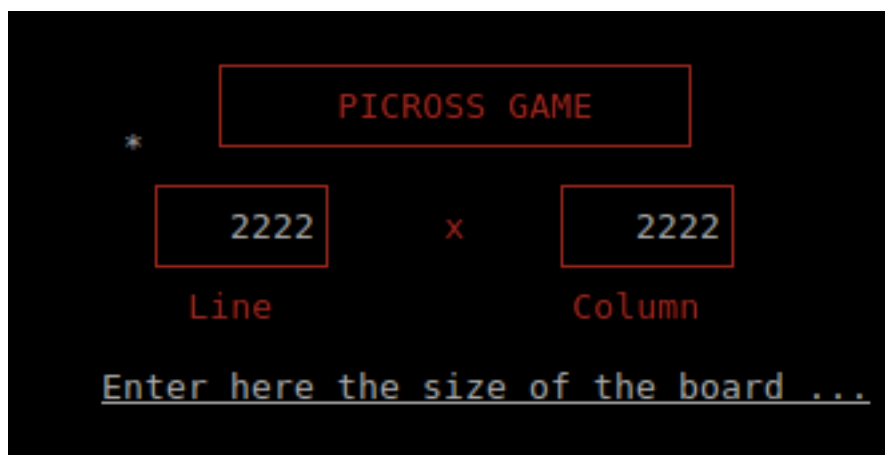 PICROSS GAME
*
2222 x 2222
Line Column
Enter here the size of the board ...